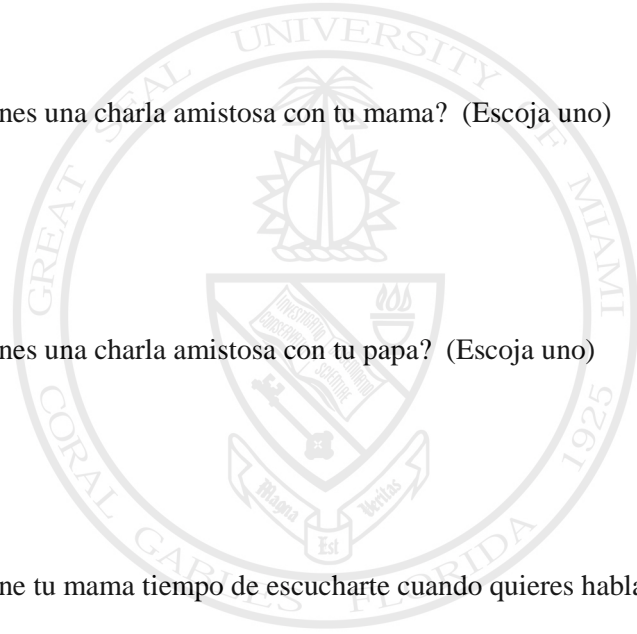 GREAT SEAL UNIVERSITY OF MIAMI
nes una charla amistosa con tu mama? (Escoja uno)
nes una charla amistosa con tu papa? (Escoja uno)
Magna
Est
Veritas
CORAL GABLES FLORIDA 1925
ne tu mama tiempo de escucharte cuando quieres habla